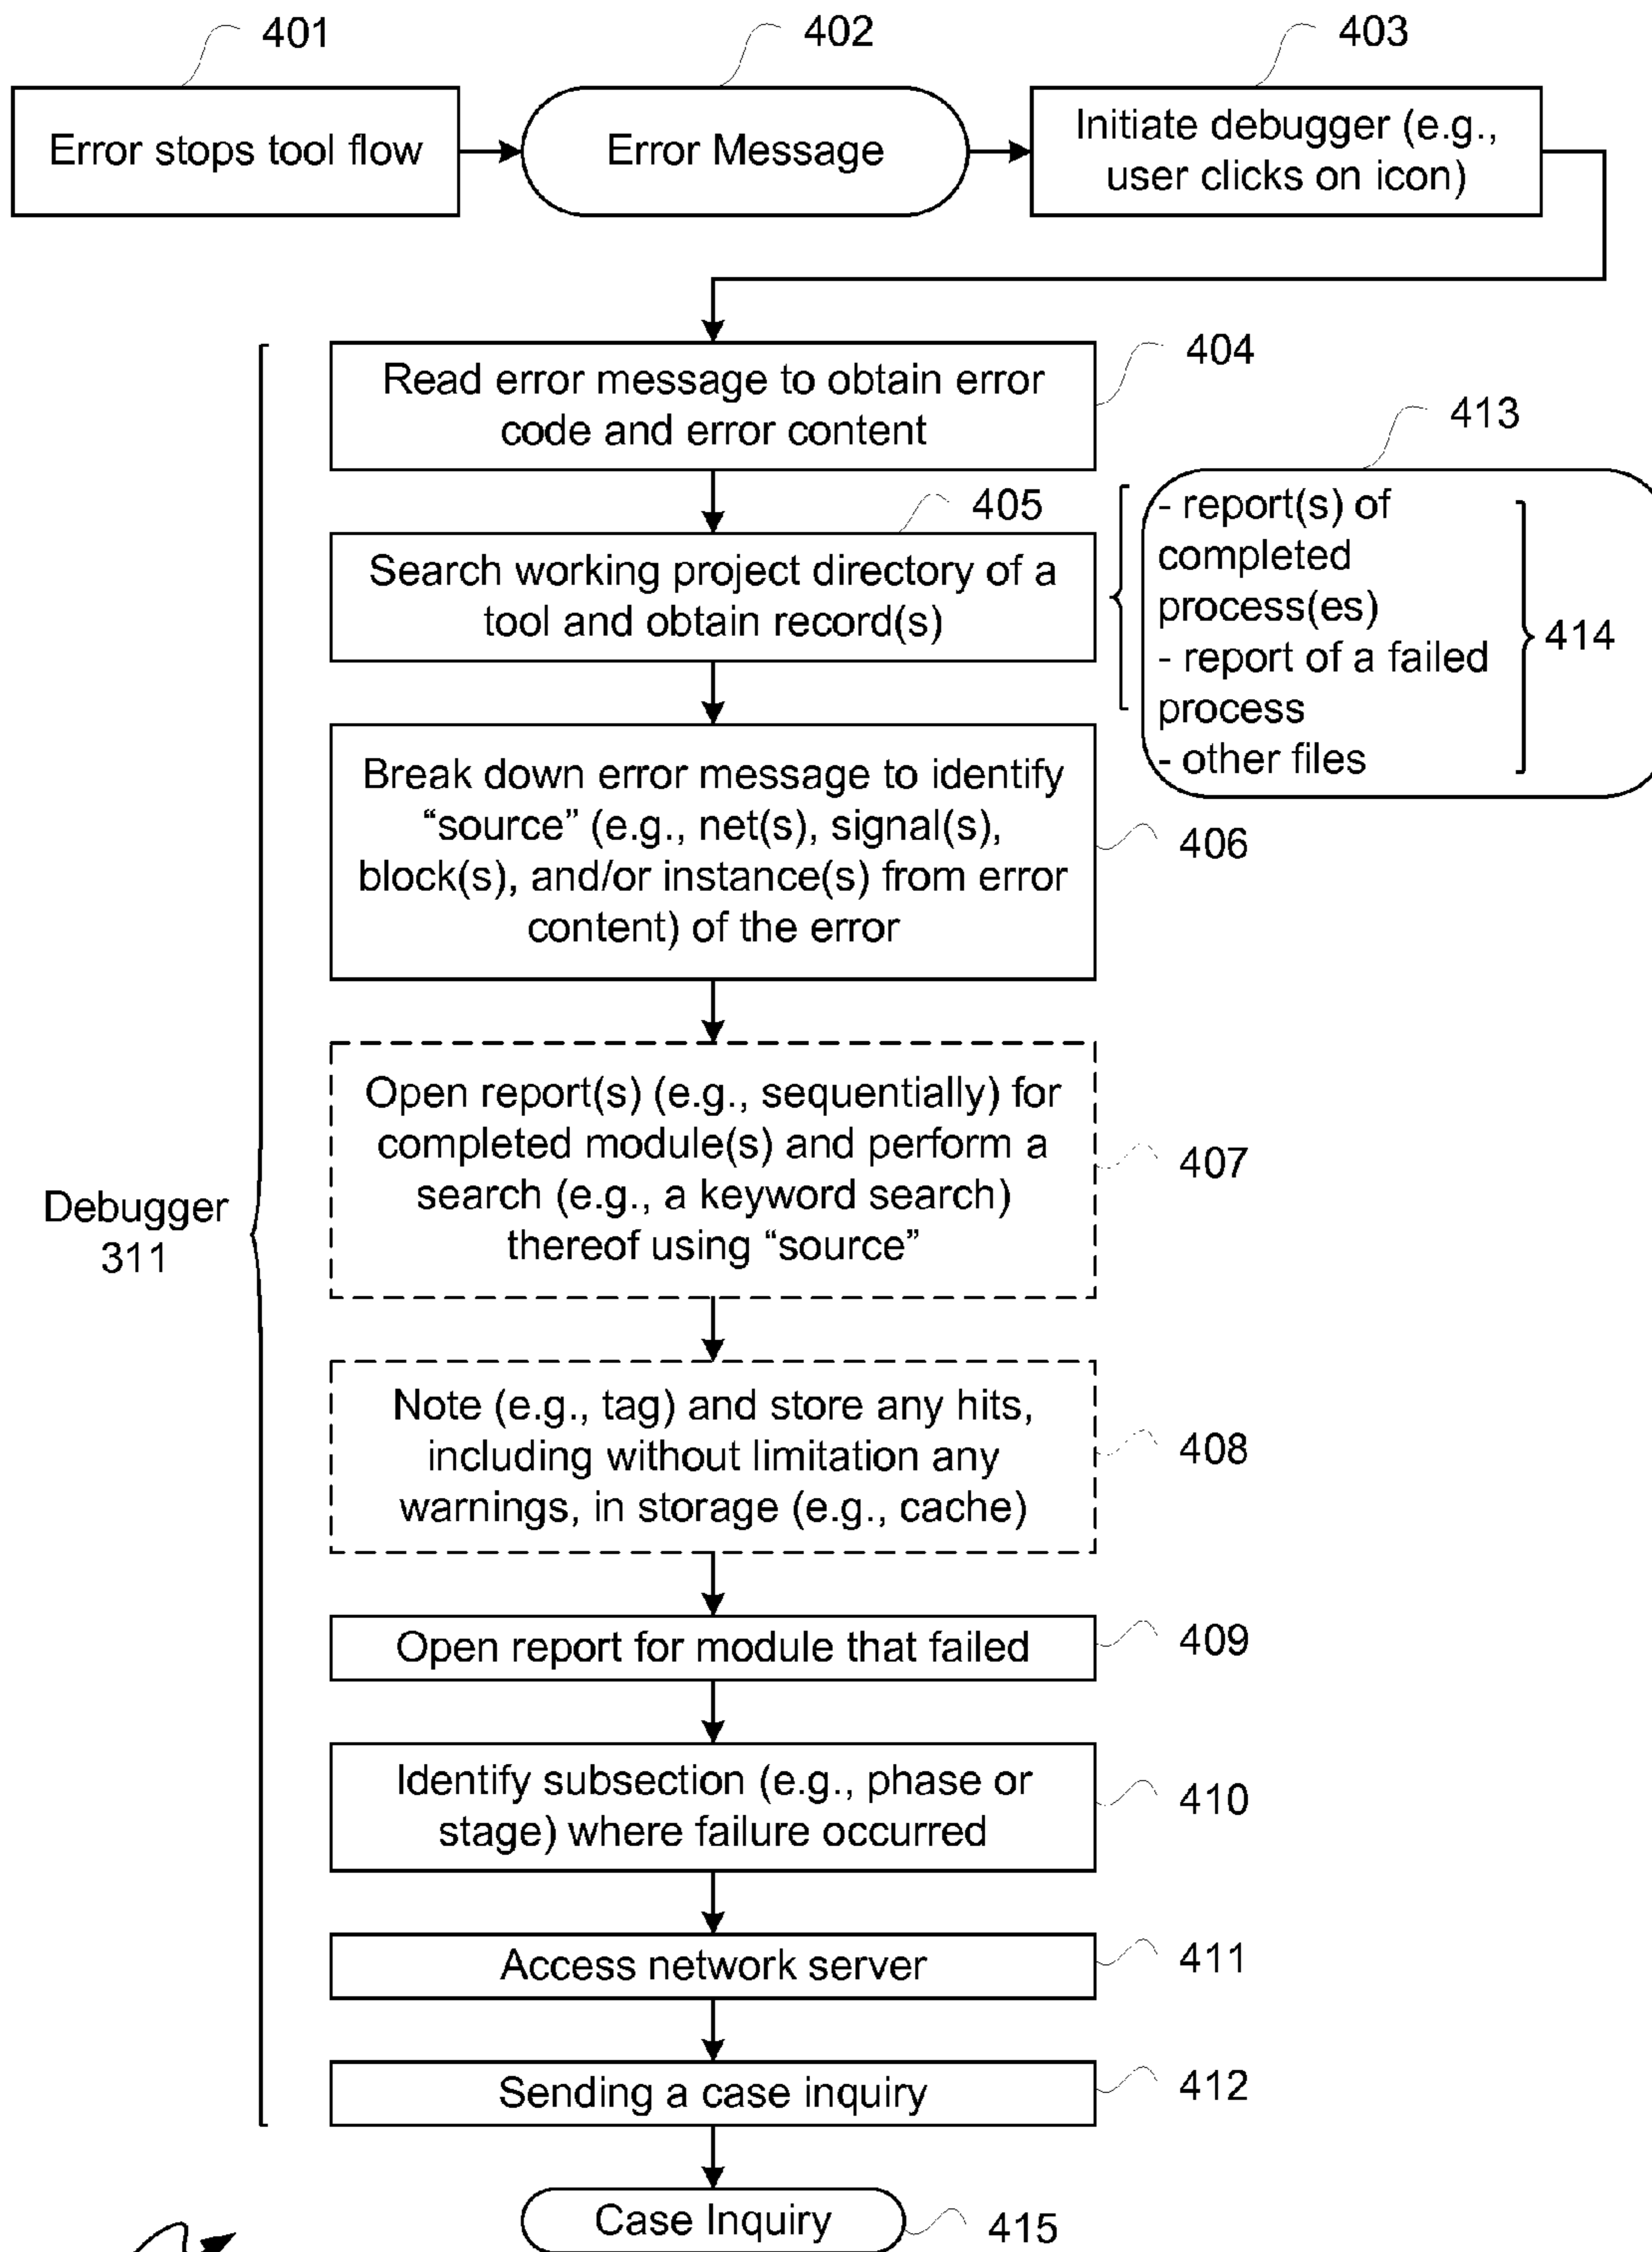 401
402
403
Error stops tool flow
Error Message
Initiate debugger (e.g.,
user clicks on icon)
404
Read error message to obtain error
code and error content
413
405
Search working project directory of a
tool and obtain record(s)
- report(s) of
completed
process(es)
- report of a failed
process
- other files
414
Break down error message to identify
“source” (e.g., net(s), signal(s),
block(s), and/or instance(s) from error
content) of the error
406
Open report(s) (e.g., sequentially) for
completed module(s) and perform a
search (e.g., a keyword search)
thereof using “source”
407
Debugger
311
Note (e.g., tag) and store any hits,
including without limitation any
warnings, in storage (e.g., cache)
408
Open report for module that failed
409
Identify subsection (e.g., phase or
stage) where failure occurred
410
Access network server
411
Sending a case inquiry
412
Case Inquiry
415